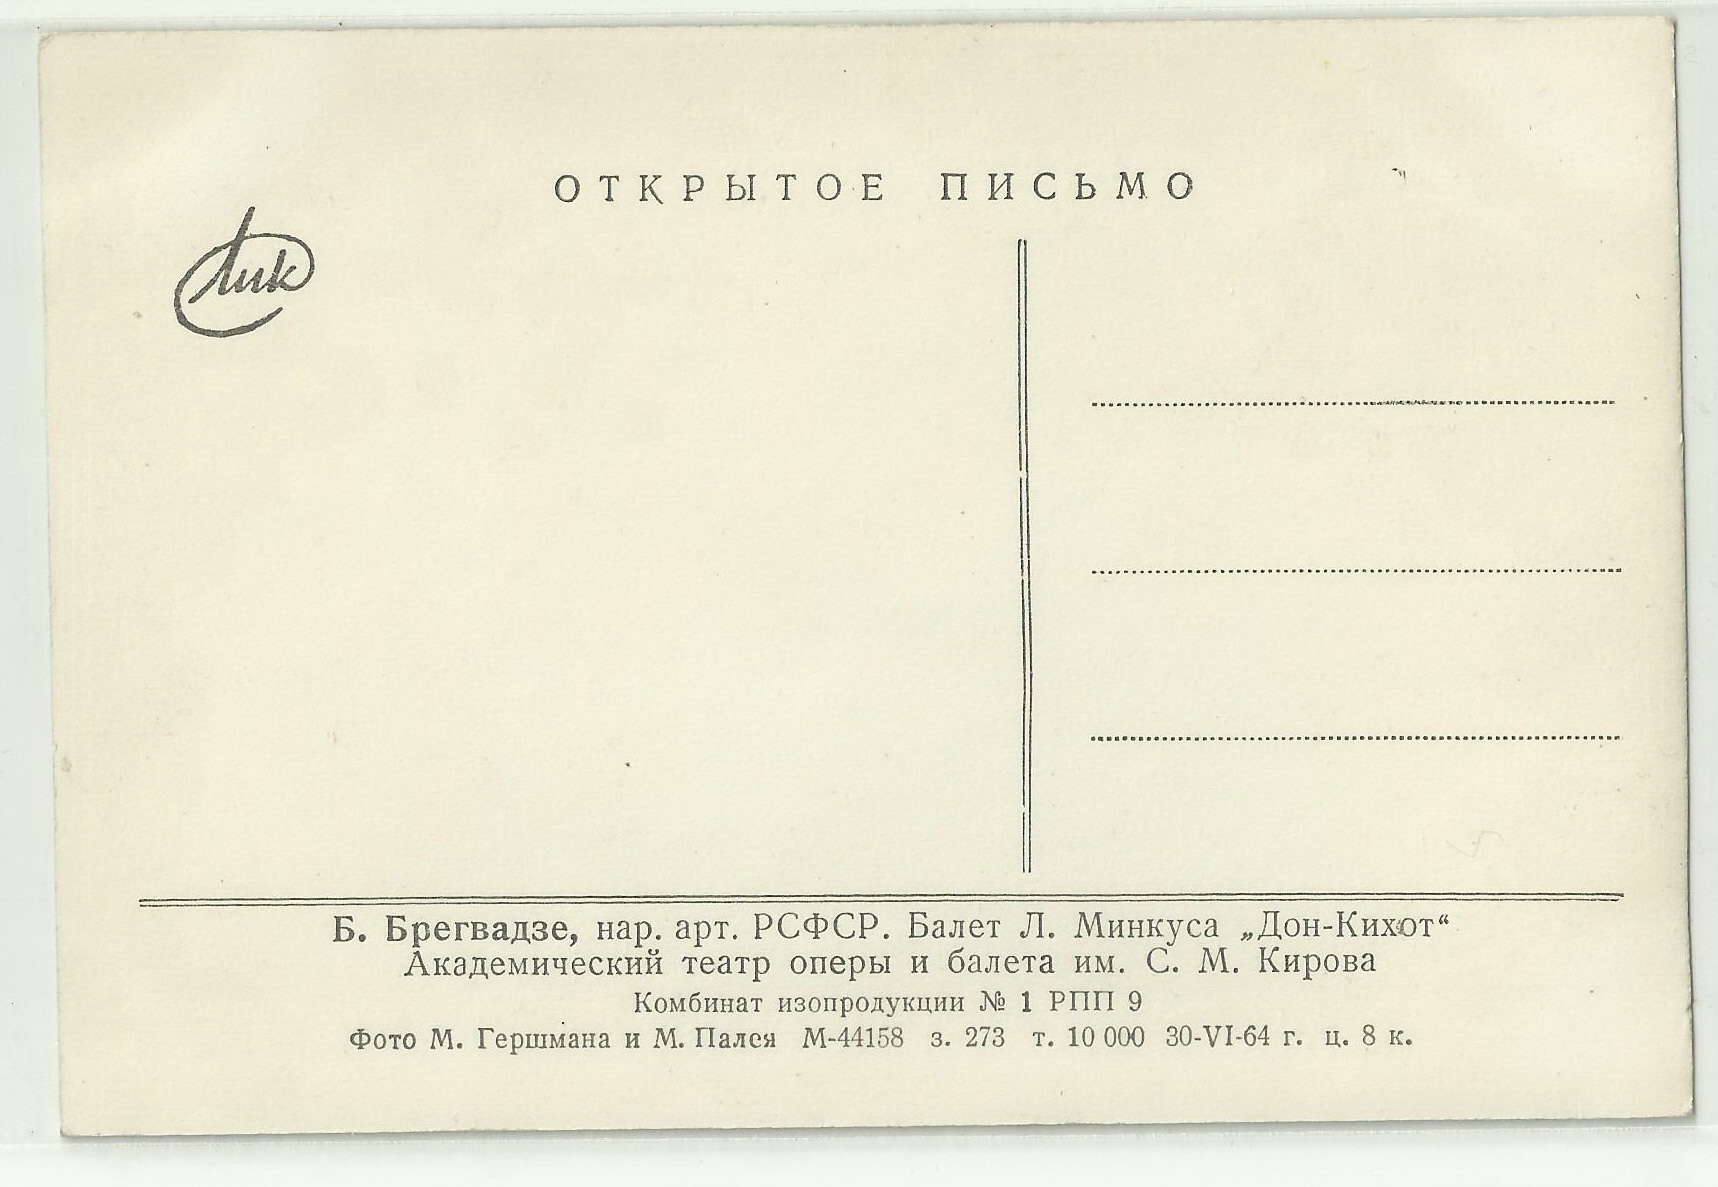 ОТКРЫТОЕ ПИСЬМО
Лик
Б. Брегвадзе, нар. арт. РСФСР. Балет Л. Минкуса „Дон-Кихот“
Академический театр оперы и балета им. С. М. Кирова
Комбинат изопродукции № 1 РПП 9
Фото М. Гершмана и М. Палея М-44158 з. 273 т. 10 000 30-VI-64 г. ц. 8 к.